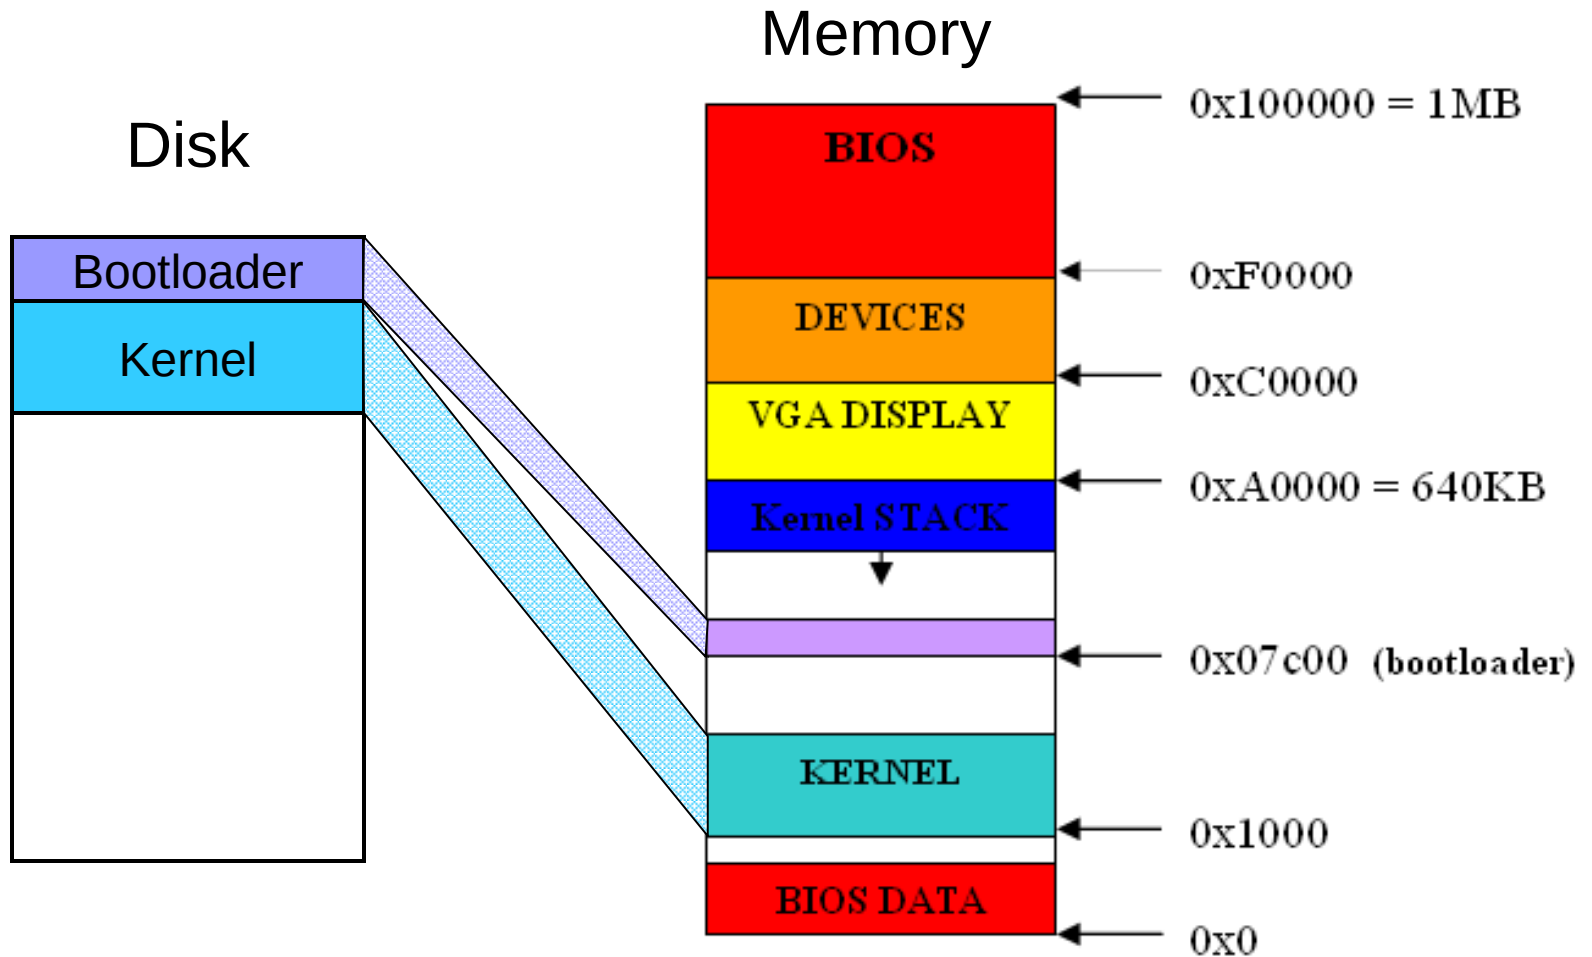 Memory
Disk
Bootloader
Kernel
BIOS
DEVICES
VGA DISPLAY
Kernel STACK
KERNEL
BIOS DATA
0x100000 = 1MB
0xF0000
0xC0000
0xA0000 = 640KB
0x07c00 (bootloader)
0x1000
0x0